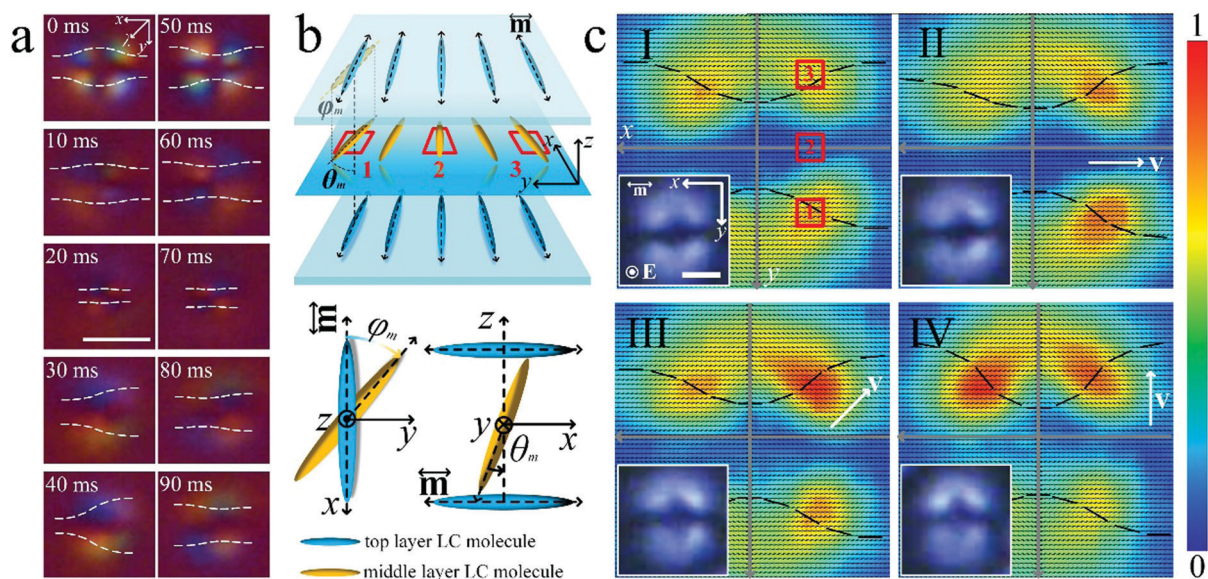 a
0 ms
x
y
λ
50 ms
10 ms
60 ms
20 ms
70 ms
30 ms
80 ms
40 ms
90 ms
b
m
φm
θm
1
2
3
x
y
z
m
φm
z
y
x
z
y
x
θm
m
top layer LC molecule
middle layer LC molecule
c
I
3
2
1
x
y
m
x
y
E
II
v
III
v
IV
v
1
0